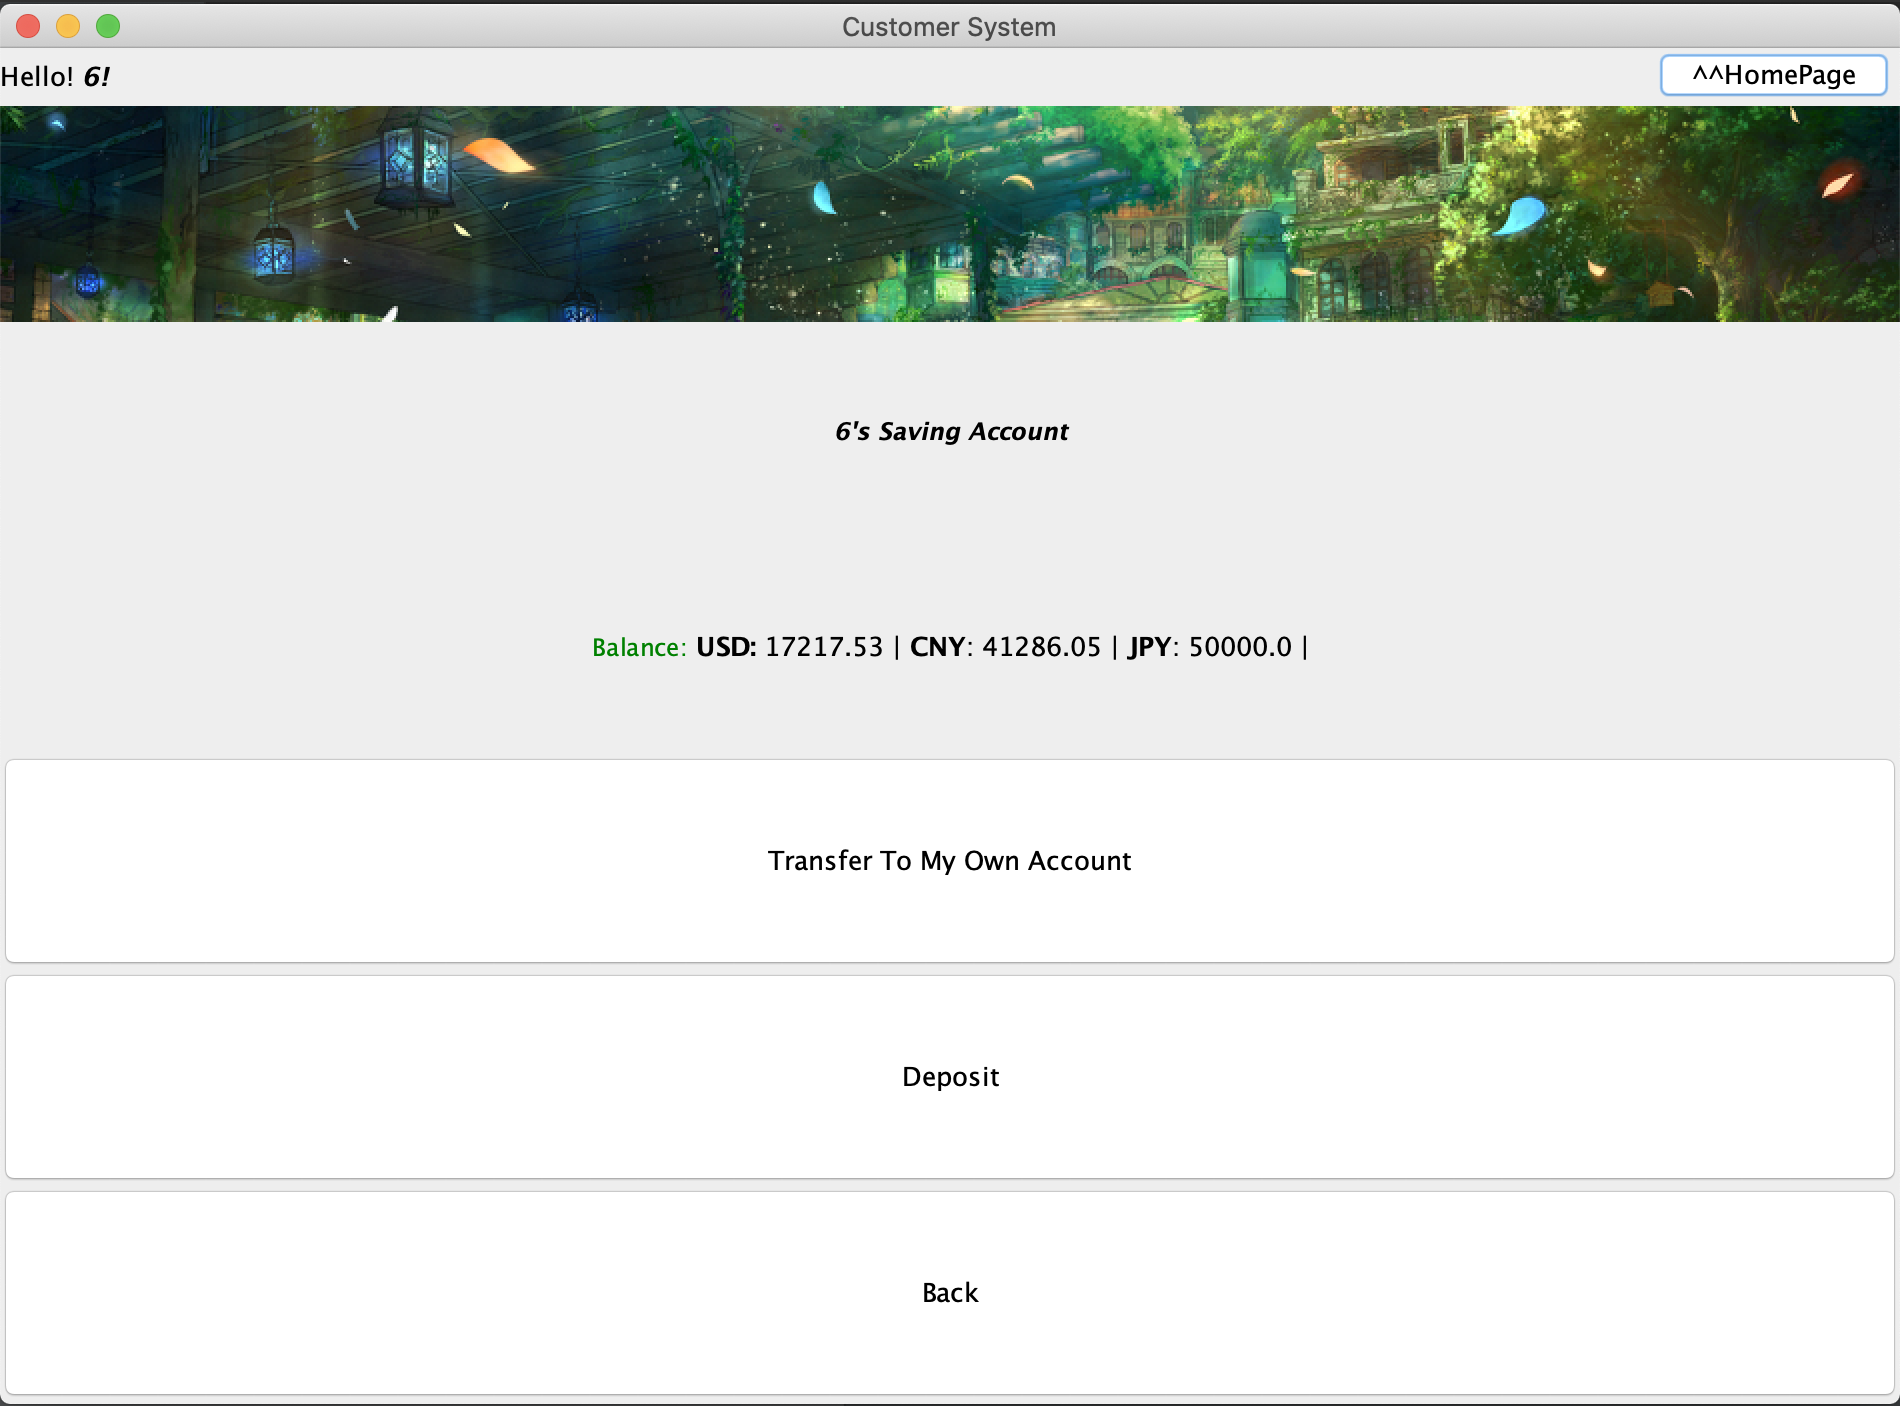 Customer System
Hello! 6!
^^HomePage
6's Saving Account
Balance: USD: 17217.53 | CNY: 41286.05 | JPY: 50000.0 |
Transfer To My Own Account
Deposit
Back